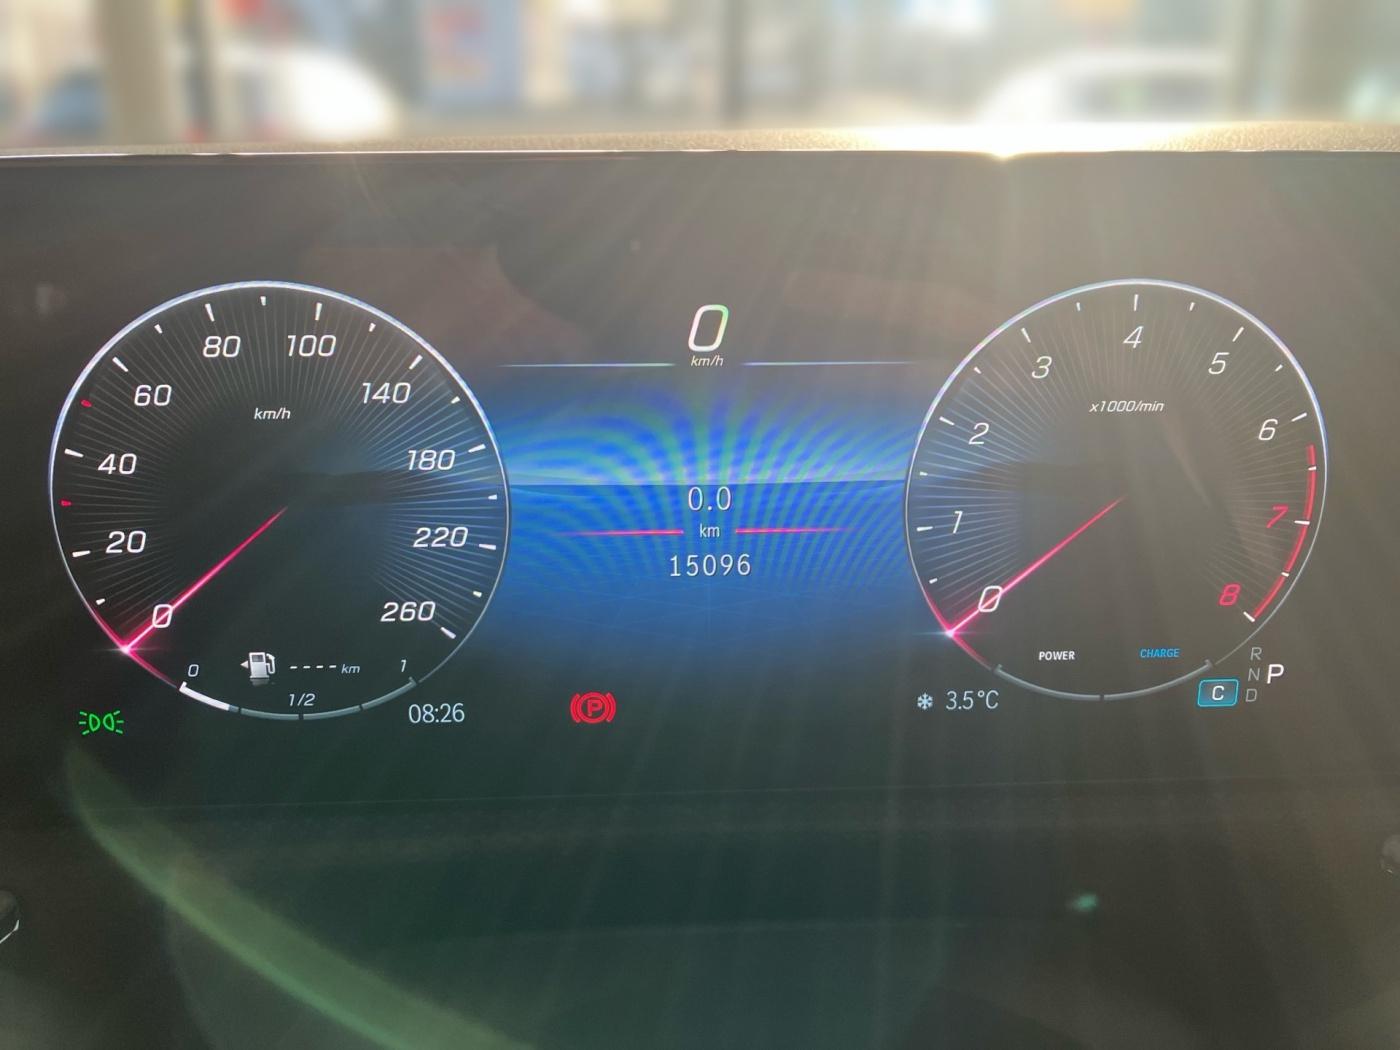 0
km/h
80 100
60 140
km/h
40 180
20 220
0 260
0 ---- km 1
1/2
08:26
0.0
km
15096
P
4
3 5
x1000/min
2 6
1 7
0 8
POWER CHARGE
R
N P
C D
3.5°C